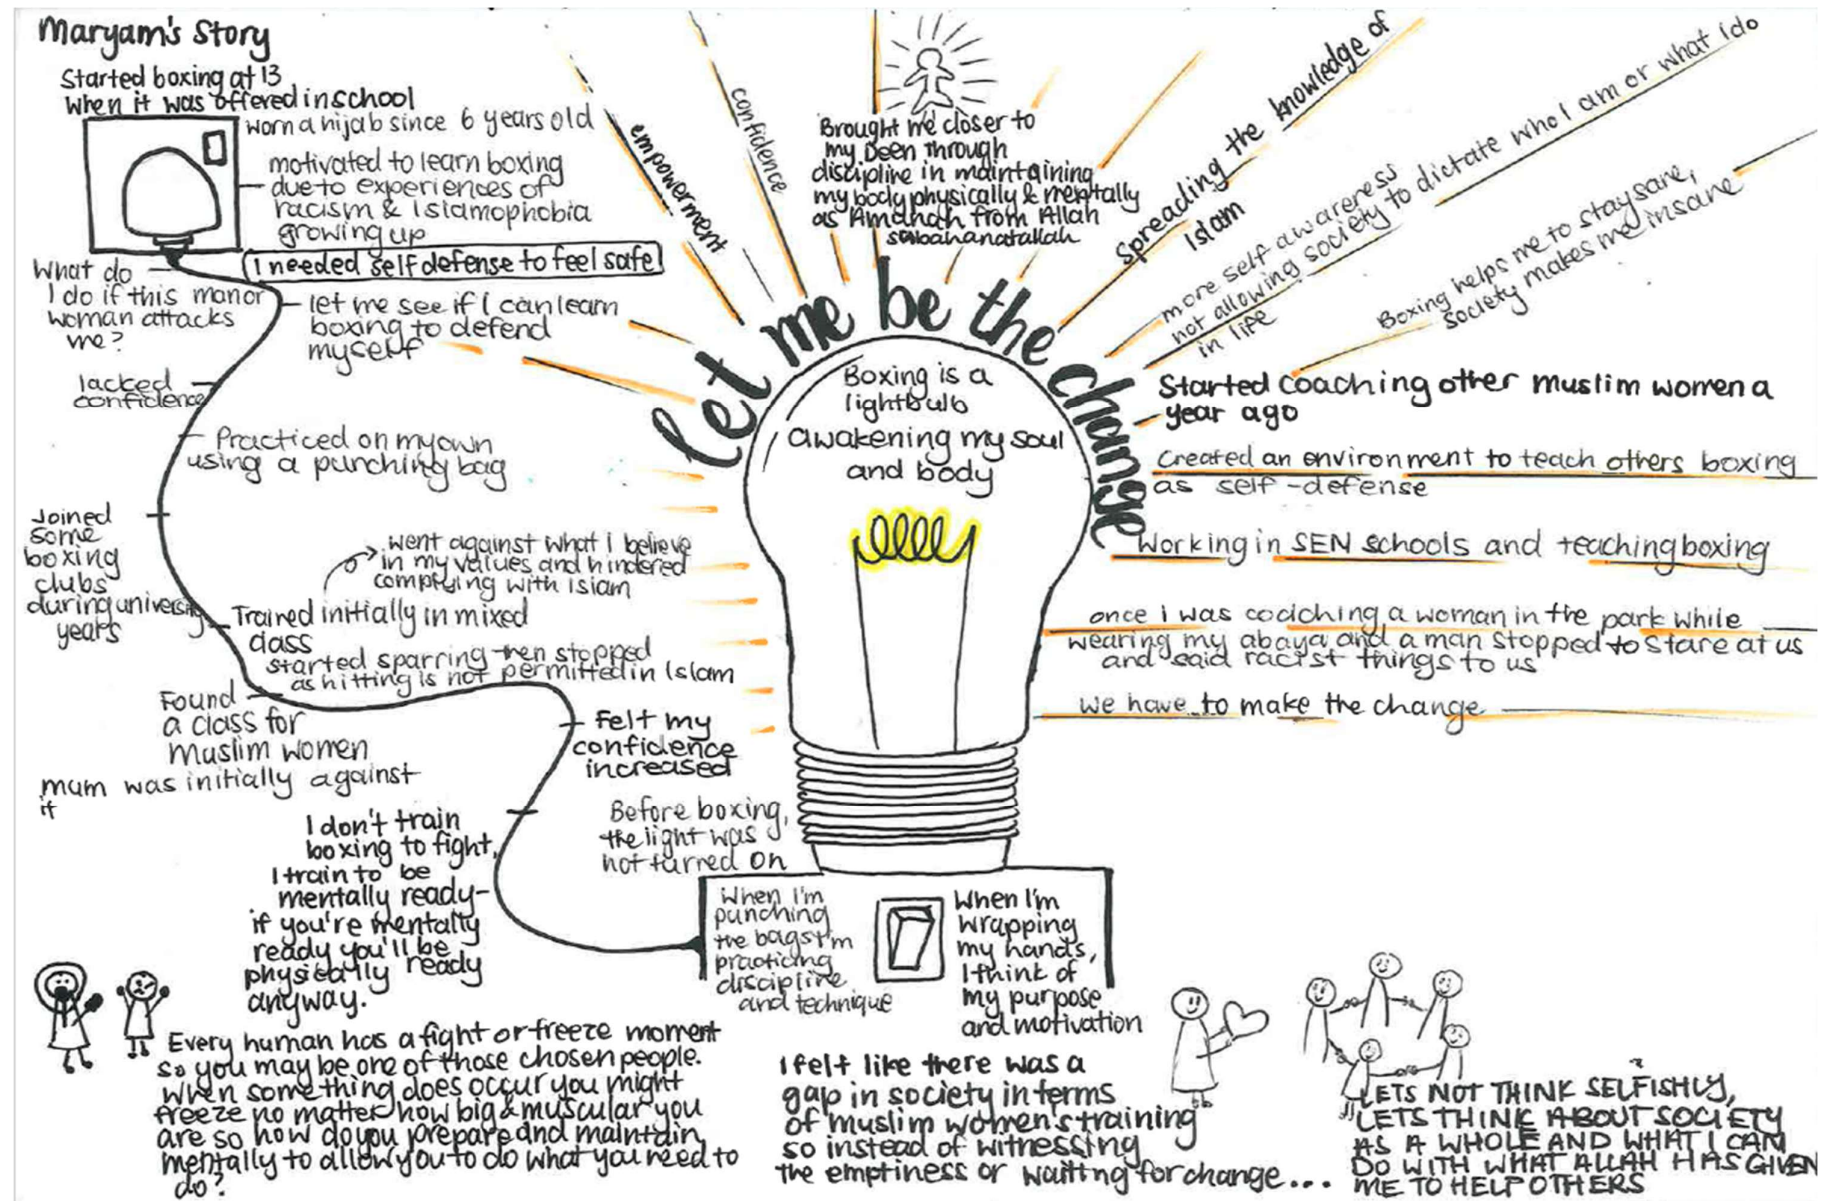 Maryam's Story
Started boxing at 13
when it was offered in school
worn a hijab since 6 years old
motivated to learn boxing
due to experiences of
racism & Islamophobia
growing up
I needed self defense to feel safe
What do
I do if this man or
woman attacks
me?
let me see if I can learn
boxing to defend
myself
lacked
confidence
Practiced on my own
using a punching bag
Joined
some
boxing
clubs
during university
years
went against what I believe
in my values and hindered
complying with Islam
Trained initially in mixed
class
started sparring then stopped
as hitting is not permitted in Islam
Found
a class for
Muslim women
mum was initially against
it
Felt my
confidence
increased
I don't train
boxing to fight,
I train to be
mentally ready-
if you're mentally
ready you'll be
physically ready
anyway.
Before boxing,
the light was
not turned on
When I'm
punching
the bags I'm
practicing
discipline
and technique
When I'm
wrapping
my hands,
I think of
my purpose
and motivation
Boxing is a
lightbulb
awakening my soul
and body
let me be the change
empowerment
confidence
Brought me closer to
my Deen through
discipline in maintaining
my body physically & mentally
as Amanah from Allah
subahanatallah
Spreading the knowledge of
Islam
more self awareness
not allowing society to dictate who I am or what i do
in life
Boxing helps me to stay sane,
society makes me insane
Started coaching other muslim women a
year ago
Created an environment to teach others boxing
as self-defense
Working in SEN schools and teaching boxing
once i was coaching a woman in the park while
wearing my abaya and a man stopped to stare at us
and said racist things to us
we have to make the change
Every human has a fight or freeze moment
so you may be one of those chosen people.
When something does occur you might
freeze no matter how big & muscular you
are so how do you prepare and maintain
mentally to allow you to do what you need to
do?
I felt like there was a
gap in society in terms
of muslim women's training
so instead of witnessing
the emptiness or waiting for change...
LETS NOT THINK SELFISHLY,
LETS THINK ABOUT SOCIETY
AS A WHOLE AND WHAT I CAN
DO WITH WHAT ALLAH HAS GIVEN
ME TO HELP OTHERS